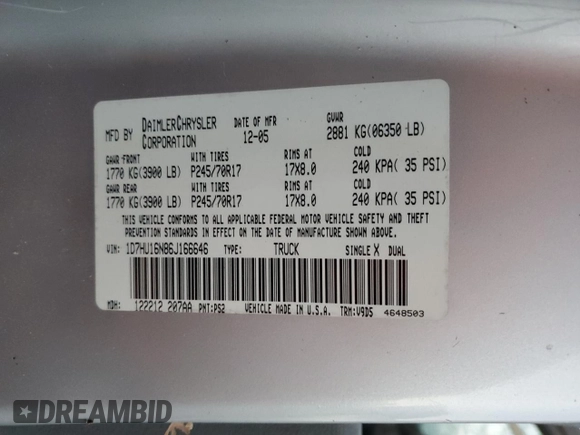 MFD BY DAIMLERCHRYSLER CORPORATION DATE OF MFR 12-05 GVWR 2881 KG(06350 LB)
GAWR FRONT WITH TIRES RIMS AT COLD
1770 KG(3900 LB) P245/70R17 17X8.0 240 KPA( 35 PSI)
GAWR REAR WITH TIRES RIMS AT COLD
1770 KG(3900 LB) P245/70R17 17X8.0 240 KPA( 35 PSI)
THIS VEHICLE CONFORMS TO ALL APPLICABLE FEDERAL MOTOR VEHICLE SAFETY AND THEFT
PREVENTION STANDARDS IN EFFECT ON THE DATE OF MANUFACTURE SHOWN ABOVE.
VIN: 1D7HU16N86J166646 TYPE: TRUCK SINGLE X DUAL
MDH: 122212 207AA PNT:PS2 VEHICLE MADE IN U.S.A. TRM:V9D5 4648503
DREAMBID